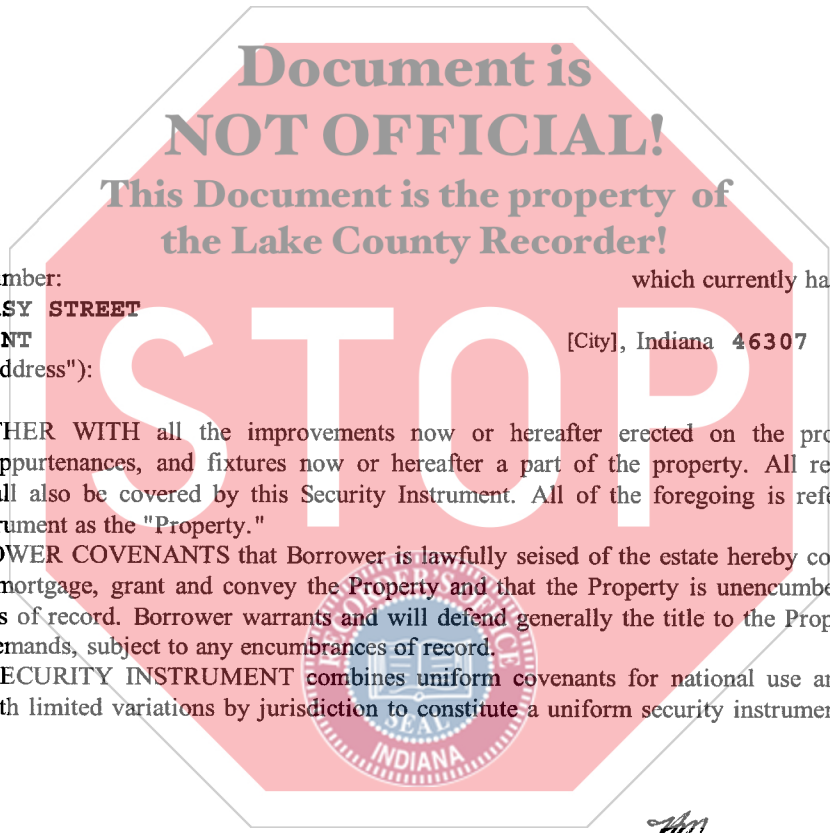 Document is
NOT OFFICIAL!
This Document is the property of
the Lake County Recorder!
mber: which currently ha
SY STREET
NT [City], Indiana 46307
ddress"):
STOP
HER WITH all the improvements now or hereafter erected on the pro
ppurtenances, and fixtures now or hereafter a part of the property. All re
ll also be covered by this Security Instrument. All of the foregoing is refe
rument as the "Property."
OWER COVENANTS that Borrower is lawfully seised of the estate hereby co
mortgage, grant and convey the Property and that the Property is unencumbe
s of record. Borrower warrants and will defend generally the title to the Prop
emands, subject to any encumbrances of record.
ECURITY INSTRUMENT combines uniform covenants for national use an
th limited variations by jurisdiction to constitute a uniform security instrumen
RECORDER'S OFFICE
SEAL
INDIANA